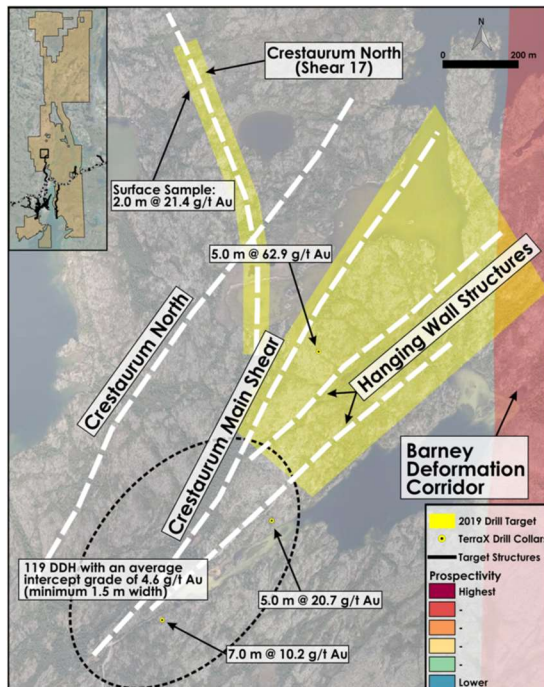 N
0 200 m
Crestaurum North
(Shear 17)
Surface Sample:
2.0 m @ 21.4 g/t Au
5.0 m @ 62.9 g/t Au
Crestaurum North
Crestaurum Main Shear
Hanging Wall Structures
Barney
Deformation
Corridor
119 DDH with an average
intercept grade of 4.6 g/t Au
(minimum 1.5 m width)
5.0 m @ 20.7 g/t Au
7.0 m @ 10.2 g/t Au
2019 Drill Target
TerraX Drill Collars
Target Structures
Prospectivity
Highest
-
-
-
-
Lower